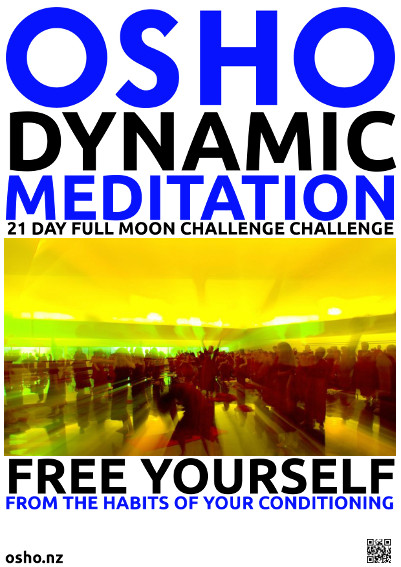 OSHO
DYNAMIC
MEDITATION
21 DAY FULL MOON CHALLENGE CHALLENGE
FREE YOURSELF
FROM THE HABITS OF YOUR CONDITIONING
osho.nz